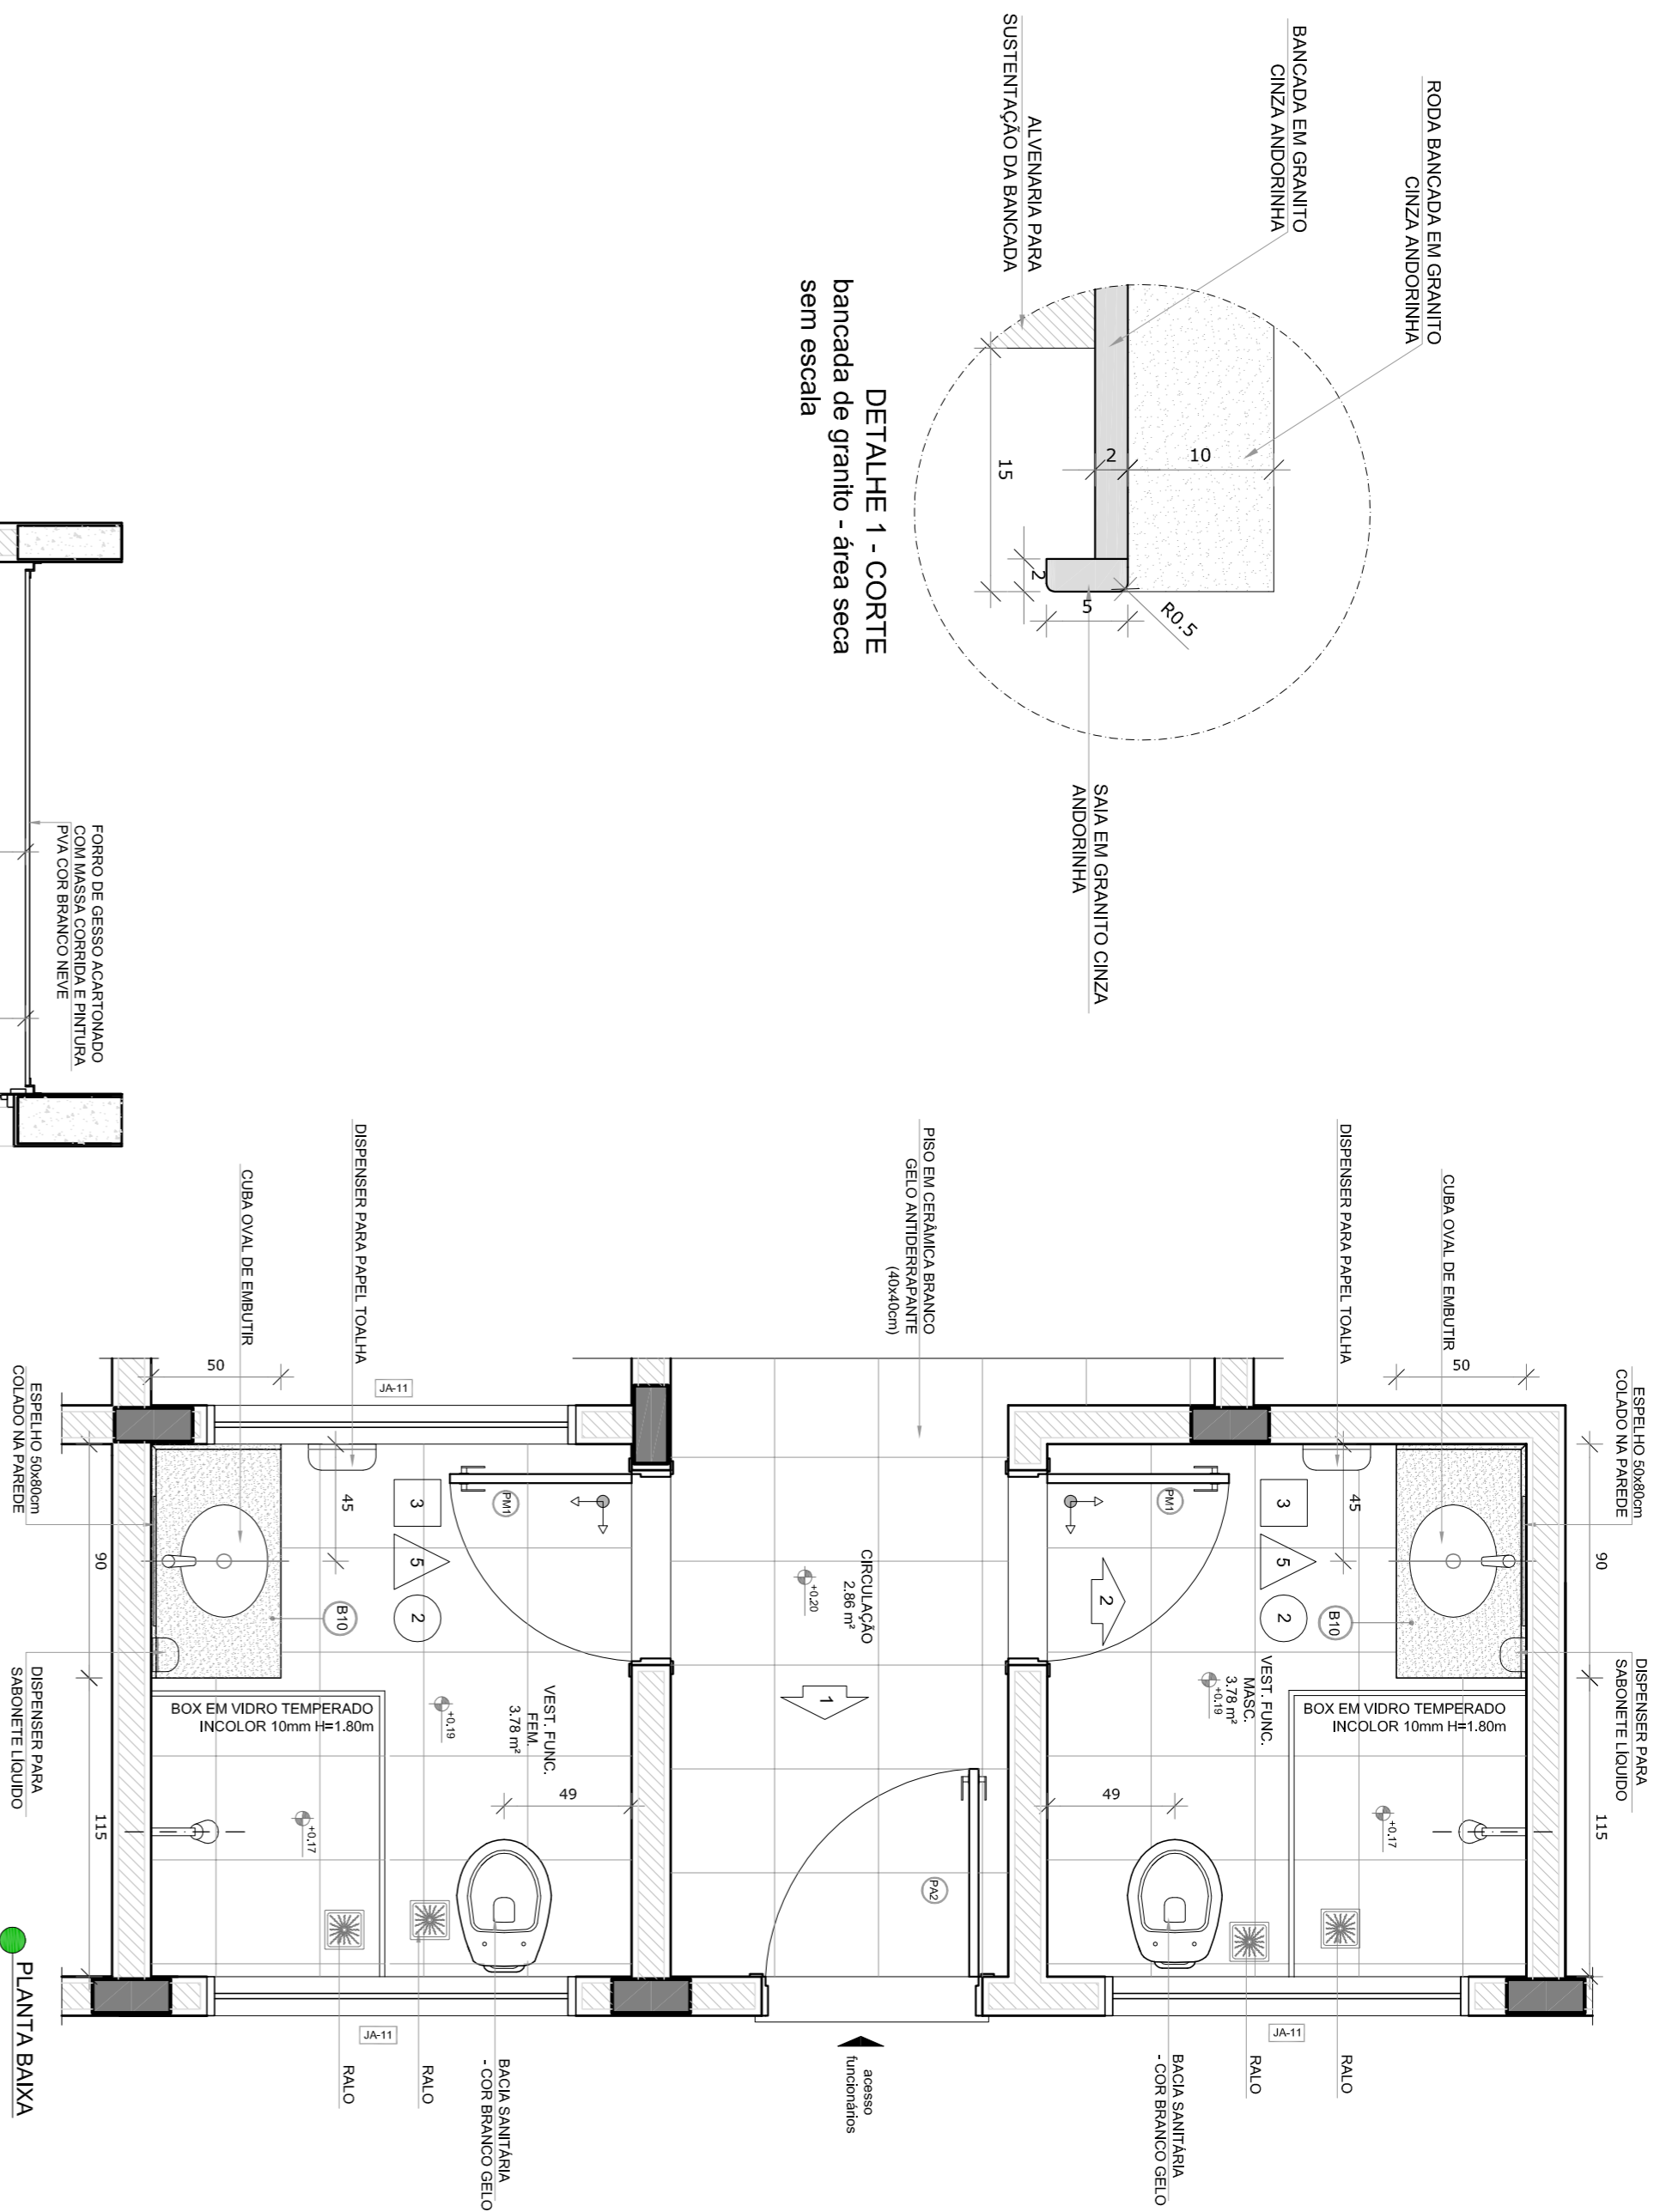 RODA BANCADA EM GRANITO
CINZA ANDORINHA
BANCADA EM GRANITO
CINZA ANDORINHA
ALVENARIA PARA
SUSTENTAÇÃO DA BANCADA
10
2
15
2
5
R0.5
SAIA EM GRANITO CINZA
ANDORINHA
DETALHE 1 - CORTE
bancada de granito - área seca
sem escala
FORRO DE GESSO ACARTONADO
COM MASSA CORRIDA E PINTURA
PVA COR BRANCO NEVE
ESPELHO 50x80cm
COLADO NA PAREDE
90
DISPENSER PARA
SABONETE LÍQUIDO
115
50
CUBA OVAL DE EMBUTIR
DISPENSER PARA PAPEL TOALHA
45
B10
3
5
2
PM1
2
BOX EM VIDRO TEMPERADO
INCOLOR 10mm H=1.80m
VEST. FUNC.
MASC.
3.78 m²
+0.19
+0.17
49
JA-11
RALO
RALO
BACIA SANITÁRIA
- COR BRANCO GELO
PISO EM CERÂMICA BRANCO
GELO ANTIDERRAPANTE
(40x40cm)
CIRCULAÇÃO
2.86 m²
+0.20
1
PA2
acesso
funcionários
DISPENSER PARA PAPEL TOALHA
CUBA OVAL DE EMBUTIR
50
JA-11
45
3
5
2
PM1
B10
VEST. FUNC.
FEM.
3.78 m²
+0.19
BOX EM VIDRO TEMPERADO
INCOLOR 10mm H=1.80m
+0.17
49
JA-11
BACIA SANITÁRIA
- COR BRANCO GELO
RALO
RALO
ESPELHO 50x80cm
COLADO NA PAREDE
90
DISPENSER PARA
SABONETE LÍQUIDO
115
PLANTA BAIXA